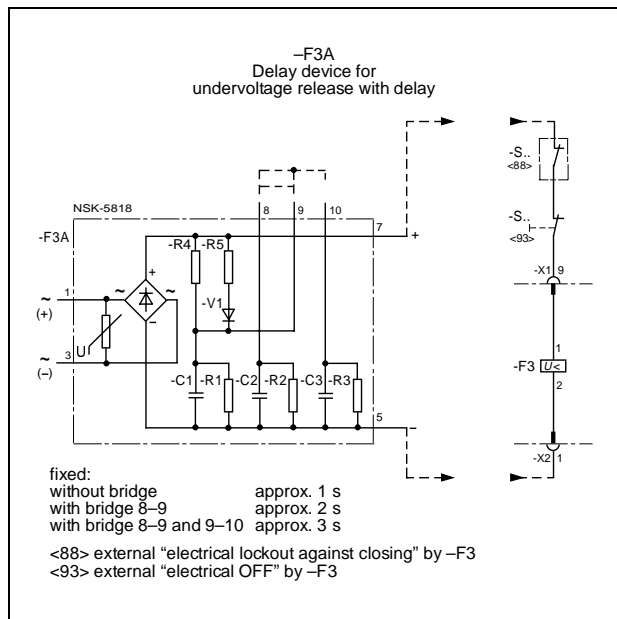 –F3A
Delay device for
undervoltage release with delay
-S..
<88>
NSK-5818
8 9 10
7
-F3A
-R4 -R5
+
-S..
<93>
~ + ~
1
~
(+)
-V1
-X1 9
U
–
3
~
(–)
1
-F3 U<
2
-C1 -R1 -C2 -R2 -C3 -R3
5
–
-X2 1
fixed:
without bridge approx. 1 s
with bridge 8–9 approx. 2 s
with bridge 8–9 and 9–10 approx. 3 s
<88> external “electrical lockout against closing” by –F3
<93> external “electrical OFF” by –F3